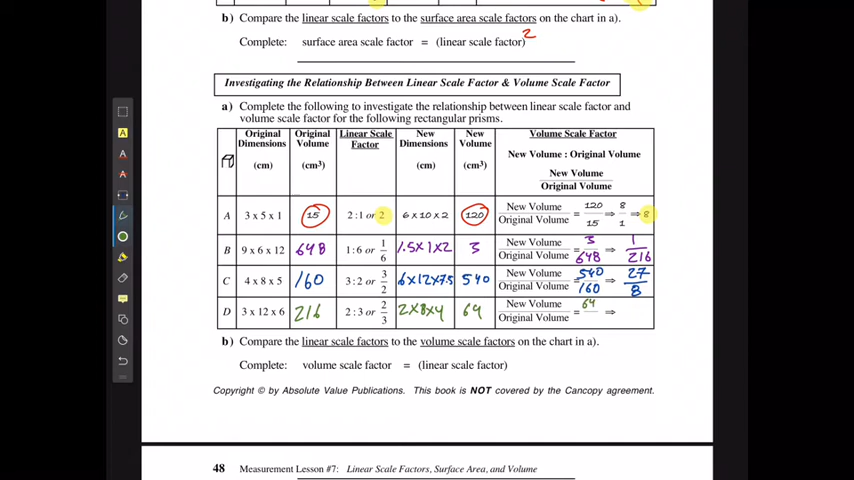 b) Compare the linear scale factors to the surface area scale factors on the chart in a).
Complete: surface area scale factor = (linear scale factor)2
Investigating the Relationship Between Linear Scale Factor & Volume Scale Factor
a) Complete the following to investigate the relationship between linear scale factor and
volume scale factor for the following rectangular prisms.
Original Dimensions (cm) Original Volume (cm³) Linear Scale Factor New Dimensions (cm) New Volume (cm³) Volume Scale Factor New Volume : Original Volume New Volume / Original Volume
A 3 x 5 x 1 15 2 : 1 or 2 6 x 10 x 2 120 New Volume / Original Volume = 120 / 15 ⇒ 8 / 1 ⇒ 8
B 9 x 6 x 12 648 1 : 6 or 1 / 6 1.5 x 1 x 2 3 New Volume / Original Volume = 3 / 648 ⇒ 1 / 216
C 4 x 8 x 5 160 3 : 2 or 3 / 2 6 x 12 x 7.5 540 New Volume / Original Volume = 540 / 160 ⇒ 27 / 8
D 3 x 12 x 6 216 2 : 3 or 2 / 3 2 x 8 x 4 64 New Volume / Original Volume = 64 ⇒
b) Compare the linear scale factors to the volume scale factors on the chart in a).
Complete: volume scale factor = (linear scale factor)
Copyright © by Absolute Value Publications. This book is NOT covered by the Cancopy agreement.
48 Measurement Lesson #7: Linear Scale Factors, Surface Area, and Volume